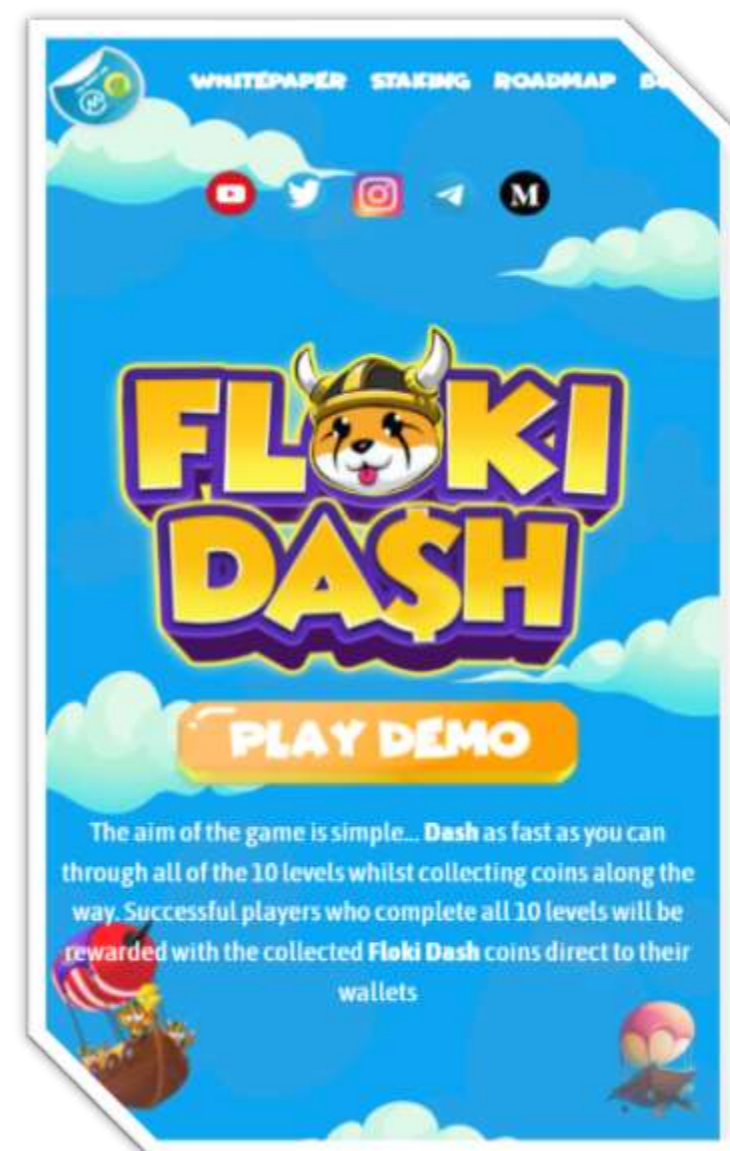 WHITEPAPER STAKING ROADMAP
M
FLOKI
DA$H
PLAY DEMO
The aim of the game is simple... Dash as fast as you can
through all of the 10 levels whilst collecting coins along the
way. Successful players who complete all 10 levels will be
rewarded with the collected Floki Dash coins direct to their
wallets